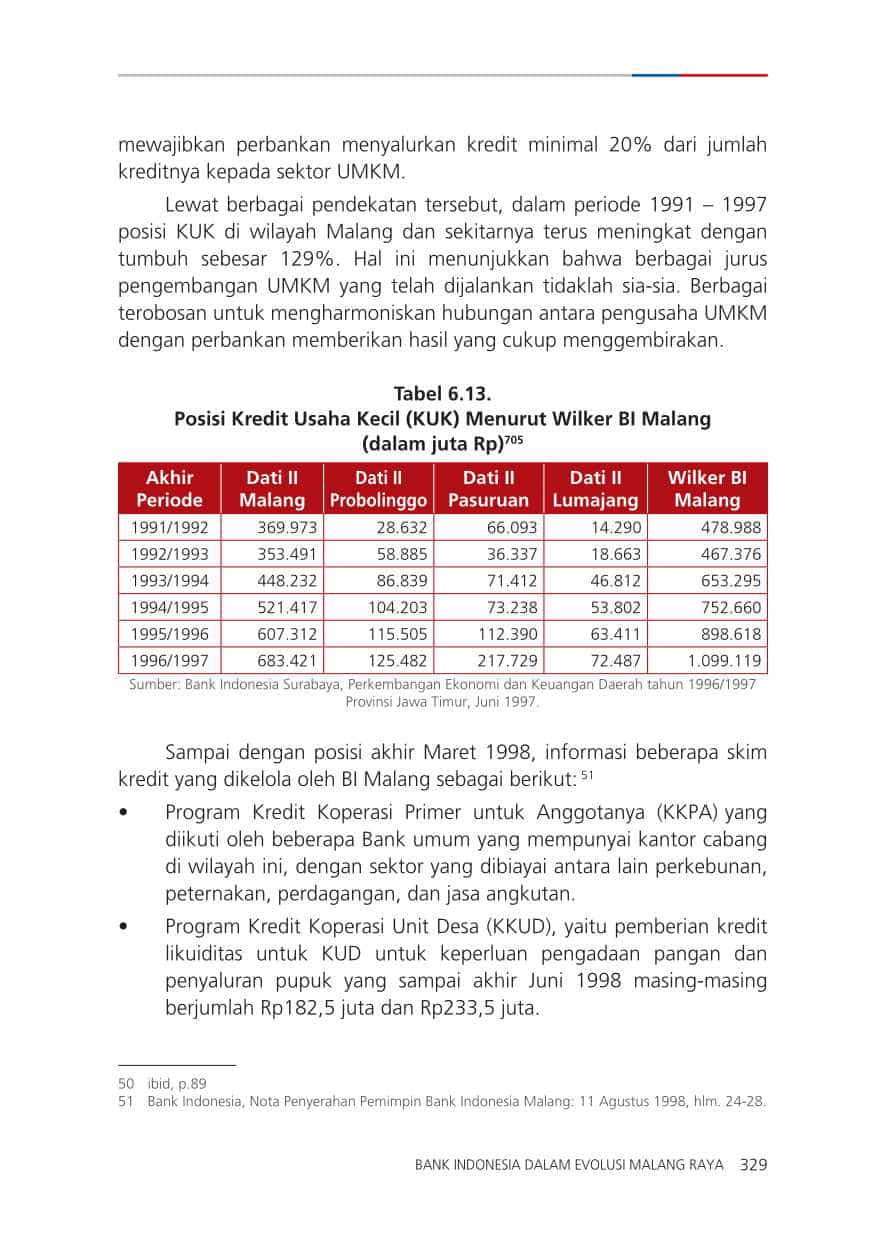 mewajibkan perbankan menyalurkan kredit minimal 20% dari jumlah
kreditnya kepada sektor UMKM.
Lewat berbagai pendekatan tersebut, dalam periode 1991 – 1997
posisi KUK di wilayah Malang dan sekitarnya terus meningkat dengan
tumbuh sebesar 129%. Hal ini menunjukkan bahwa berbagai jurus
pengembangan UMKM yang telah dijalankan tidaklah sia-sia. Berbagai
terobosan untuk mengharmoniskan hubungan antara pengusaha UMKM
dengan perbankan memberikan hasil yang cukup menggembirakan.
Tabel 6.13.
Posisi Kredit Usaha Kecil (KUK) Menurut Wilker BI Malang
(dalam juta Rp)705
Akhir Periode Dati II Malang Dati II Probolinggo Dati II Pasuruan Dati II Lumajang Wilker BI Malang
1991/1992 369.973 28.632 66.093 14.290 478.988
1992/1993 353.491 58.885 36.337 18.663 467.376
1993/1994 448.232 86.839 71.412 46.812 653.295
1994/1995 521.417 104.203 73.238 53.802 752.660
1995/1996 607.312 115.505 112.390 63.411 898.618
1996/1997 683.421 125.482 217.729 72.487 1.099.119
Sumber: Bank Indonesia Surabaya, Perkembangan Ekonomi dan Keuangan Daerah tahun 1996/1997
Provinsi Jawa Timur, Juni 1997.
Sampai dengan posisi akhir Maret 1998, informasi beberapa skim
kredit yang dikelola oleh BI Malang sebagai berikut: 51
• Program Kredit Koperasi Primer untuk Anggotanya (KKPA) yang
diikuti oleh beberapa Bank umum yang mempunyai kantor cabang
di wilayah ini, dengan sektor yang dibiayai antara lain perkebunan,
peternakan, perdagangan, dan jasa angkutan.
• Program Kredit Koperasi Unit Desa (KKUD), yaitu pemberian kredit
likuiditas untuk KUD untuk keperluan pengadaan pangan dan
penyaluran pupuk yang sampai akhir Juni 1998 masing-masing
berjumlah Rp182,5 juta dan Rp233,5 juta.
50 ibid, p.89
51 Bank Indonesia, Nota Penyerahan Pemimpin Bank Indonesia Malang: 11 Agustus 1998, hlm. 24-28.
BANK INDONESIA DALAM EVOLUSI MALANG RAYA 329